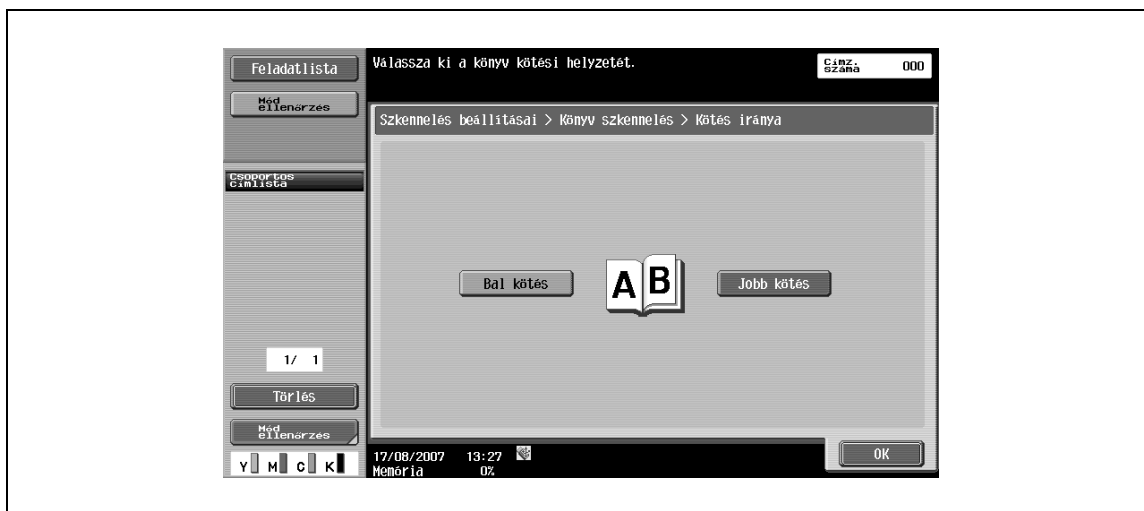 Feladatlista
Mód
ellenőrzés
Csoportos
címlista
1/ 1
Törlés
Mód
ellenőrzés
Y M C K
Válassza ki a könyv kötési helyzetét.
Címz.
száma 000
Szkennelés beállításai > Könyv szkennelés > Kötés iránya
Bal kötés
A B
Jobb kötés
17/08/2007 13:27
Memória 0%
OK